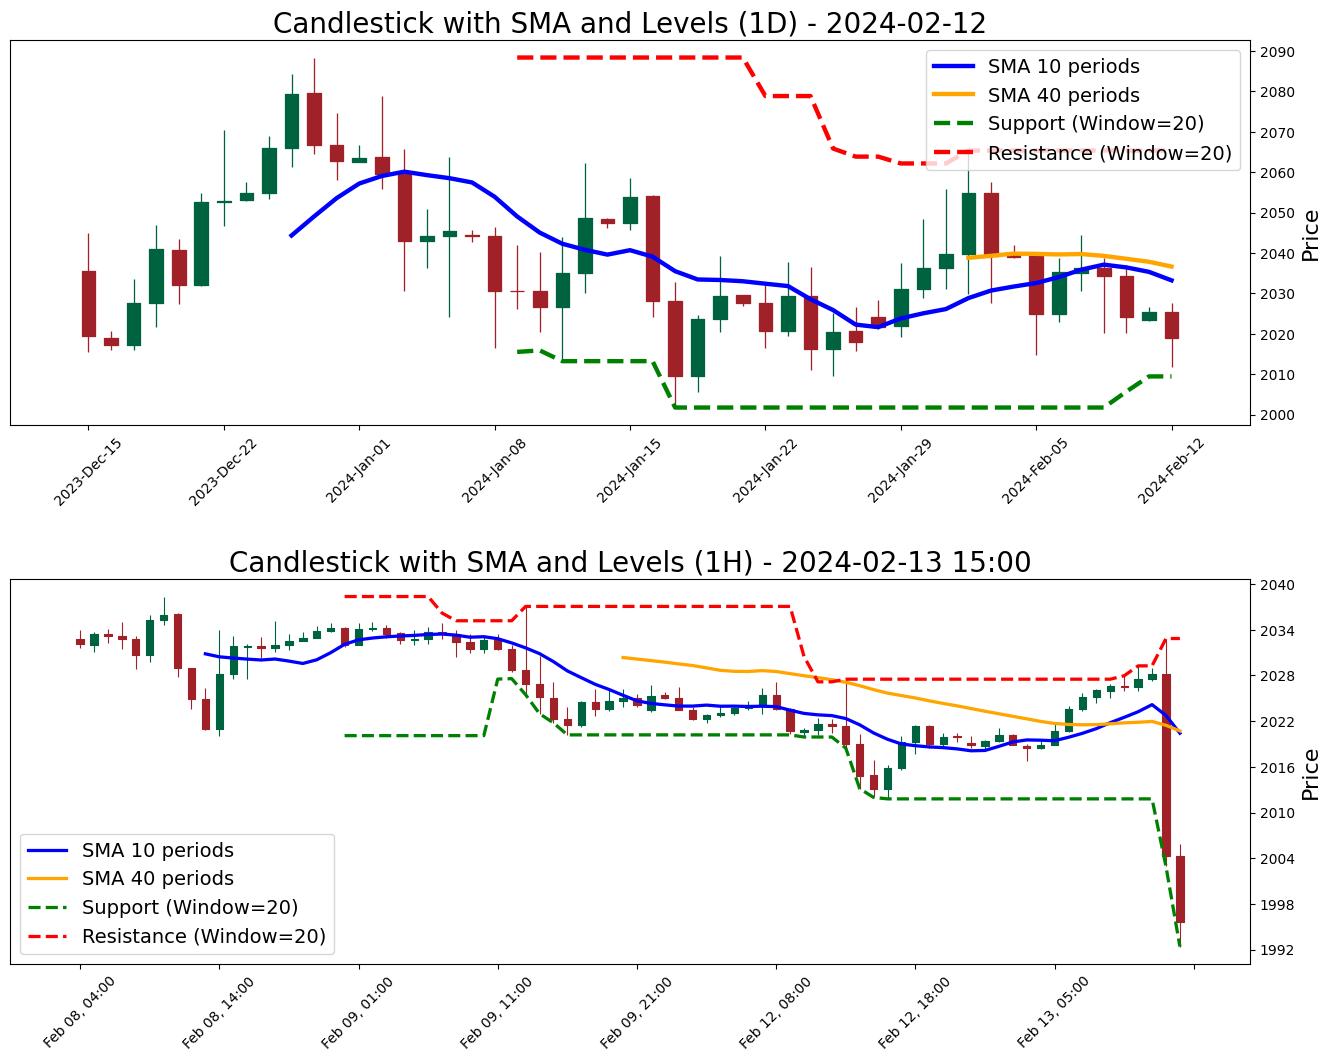 Candlestick with SMA and Levels (1D) - 2024-02-12
SMA 10 periods
SMA 40 periods
Support (Window=20)
Resistance (Window=20)
2090
2080
2070
2060
2050
2040
2030
2020
2010
2000
Price
2023-Dec-15
2023-Dec-22
2024-Jan-01
2024-Jan-08
2024-Jan-15
2024-Jan-22
2024-Jan-29
2024-Feb-05
2024-Feb-12
Candlestick with SMA and Levels (1H) - 2024-02-13 15:00
2040
2034
2028
2022
2016
2010
2004
1998
1992
Price
SMA 10 periods
SMA 40 periods
Support (Window=20)
Resistance (Window=20)
Feb 08, 04:00
Feb 08, 14:00
Feb 09, 01:00
Feb 09, 11:00
Feb 09, 21:00
Feb 12, 08:00
Feb 12, 18:00
Feb 13, 05:00